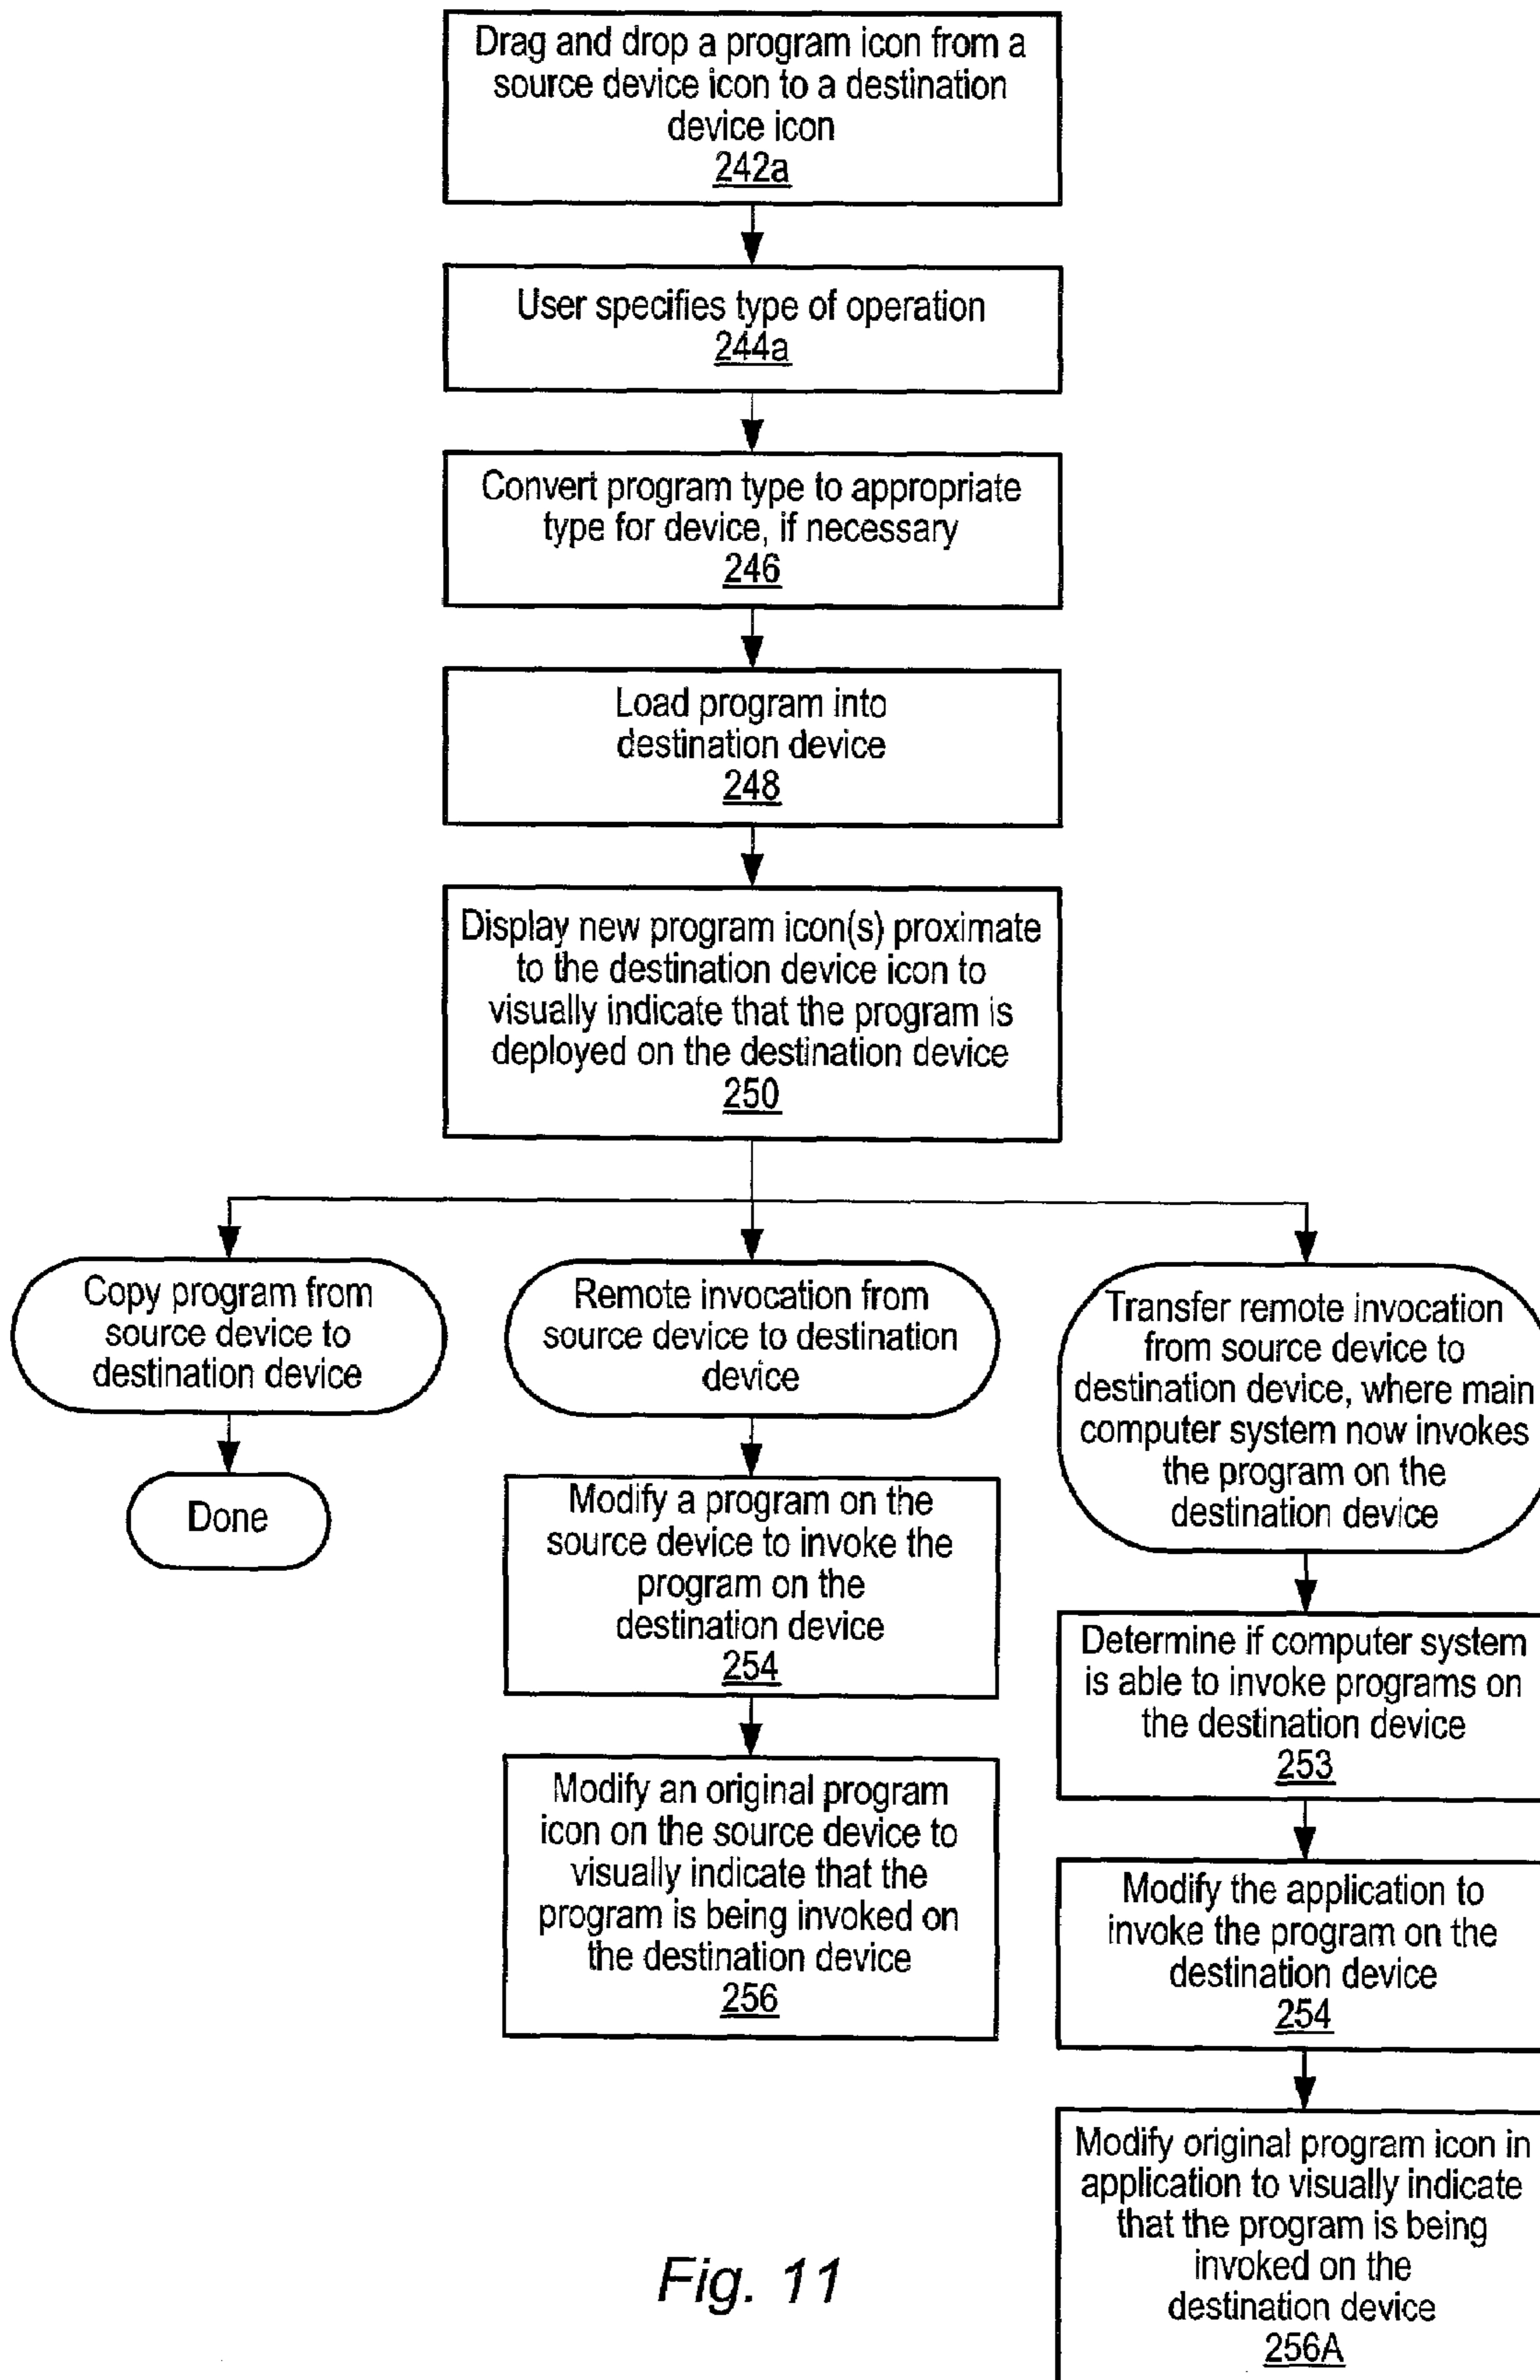 Drag and drop a program icon from a
source device icon to a destination
device icon
242a
User specifies type of operation
244a
Convert program type to appropriate
type for device, if necessary
246
Load program into
destination device
248
Display new program icon(s) proximate
to the destination device icon to
visually indicate that the program is
deployed on the destination device
250
Copy program from
source device to
destination device
Done
Remote invocation from
source device to destination
device
Modify a program on the
source device to invoke the
program on the
destination device
254
Modify an original program
icon on the source device to
visually indicate that the
program is being invoked on
the destination device
256
Transfer remote invocation
from source device to
destination device, where main
computer system now invokes
the program on the
destination device
Determine if computer system
is able to invoke programs on
the destination device
253
Modify the application to
invoke the program on the
destination device
254
Modify original program icon in
application to visually indicate
that the program is being
invoked on the
destination device
256A
Fig. 11